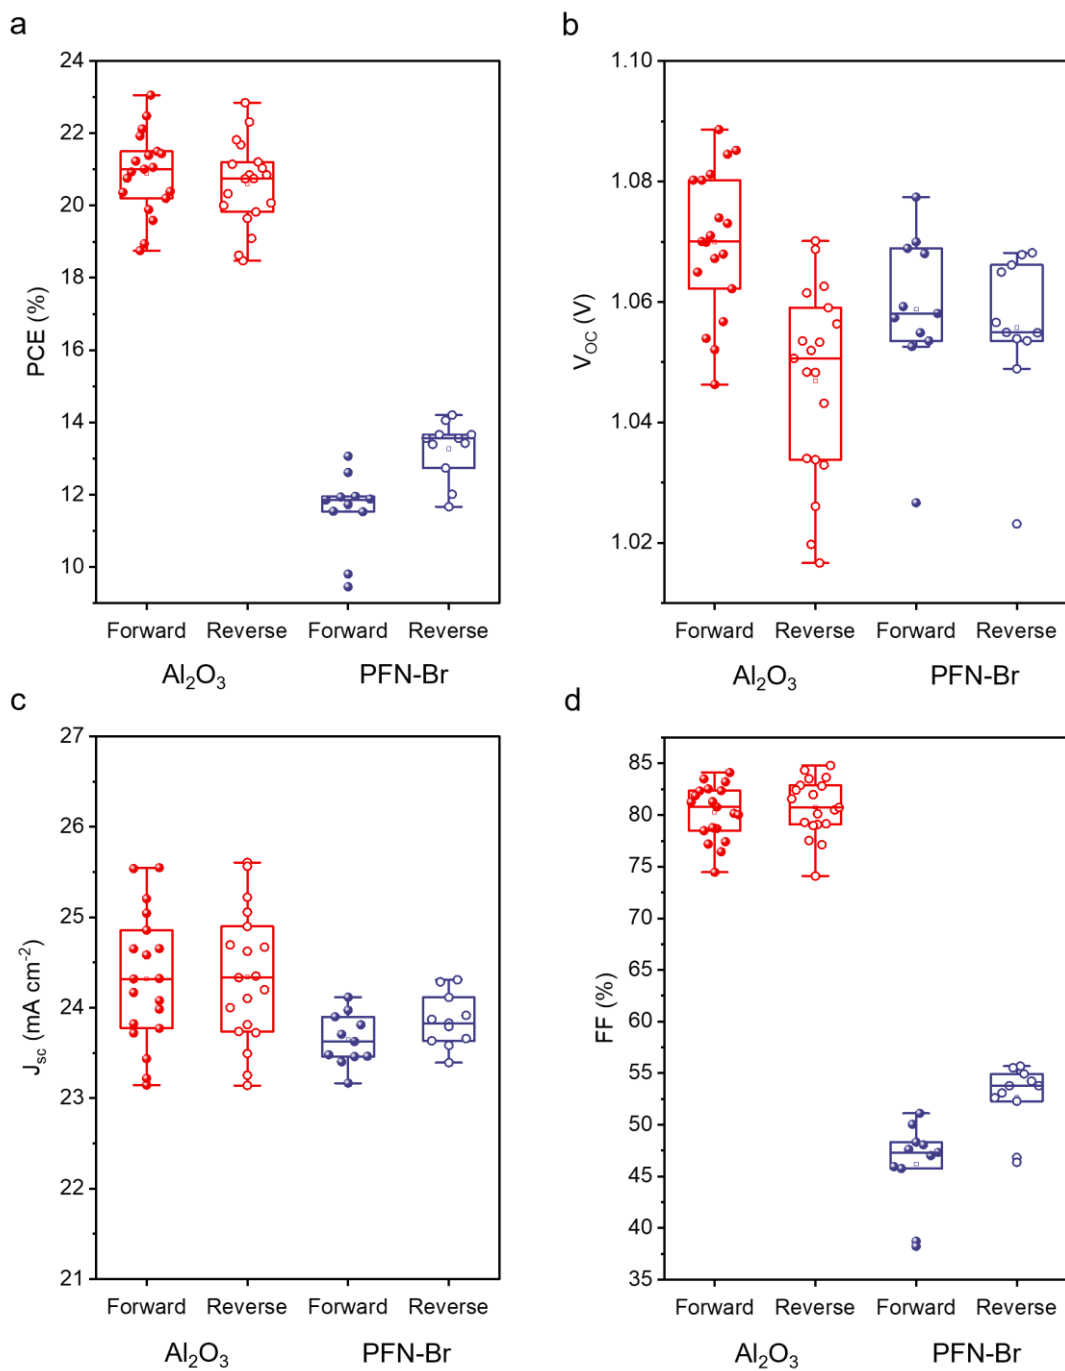 a
24
22
20
18
16
14
12
10
PCE (%)
Forward Reverse Forward Reverse
Al₂O₃ PFN-Br
b
1.10
1.08
1.06
1.04
1.02
V_OC (V)
Forward Reverse Forward Reverse
Al₂O₃ PFN-Br
c
27
26
25
24
23
22
21
J_sc (mA cm⁻²)
Forward Reverse Forward Reverse
Al₂O₃ PFN-Br
d
85
80
75
70
65
60
55
50
45
40
35
FF (%)
Forward Reverse Forward Reverse
Al₂O₃ PFN-Br